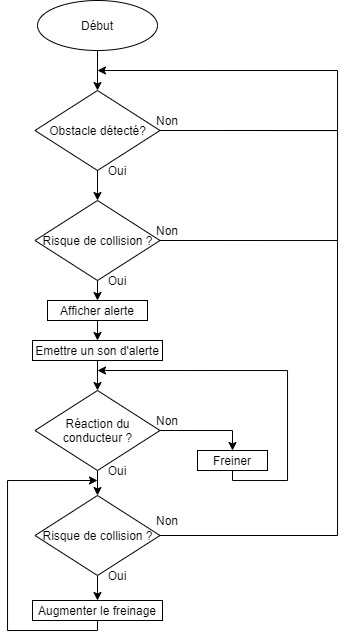 Début
Obstacle détecté?
Non
Oui
Risque de collision ?
Non
Oui
Afficher alerte
Emettre un son d'alerte
Réaction du
conducteur ?
Non
Freiner
Oui
Risque de collision ?
Non
Oui
Augmenter le freinage